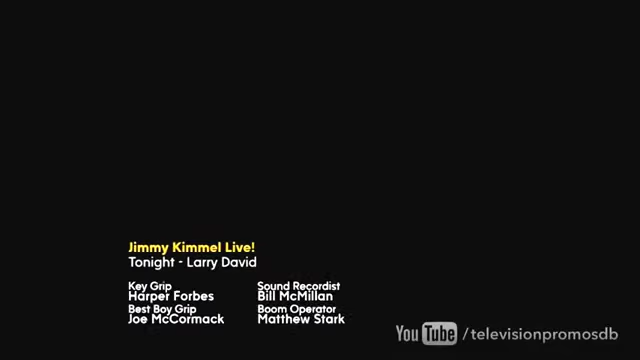 Jimmy Kimmel Live!
Tonight - Larry David
Key Grip
Harper Forbes
Best Boy Grip
Joe McCormack
Sound Recordist
Bill McMillan
Boom Operator
Matthew Stark
YouTube /televisionpromosdb